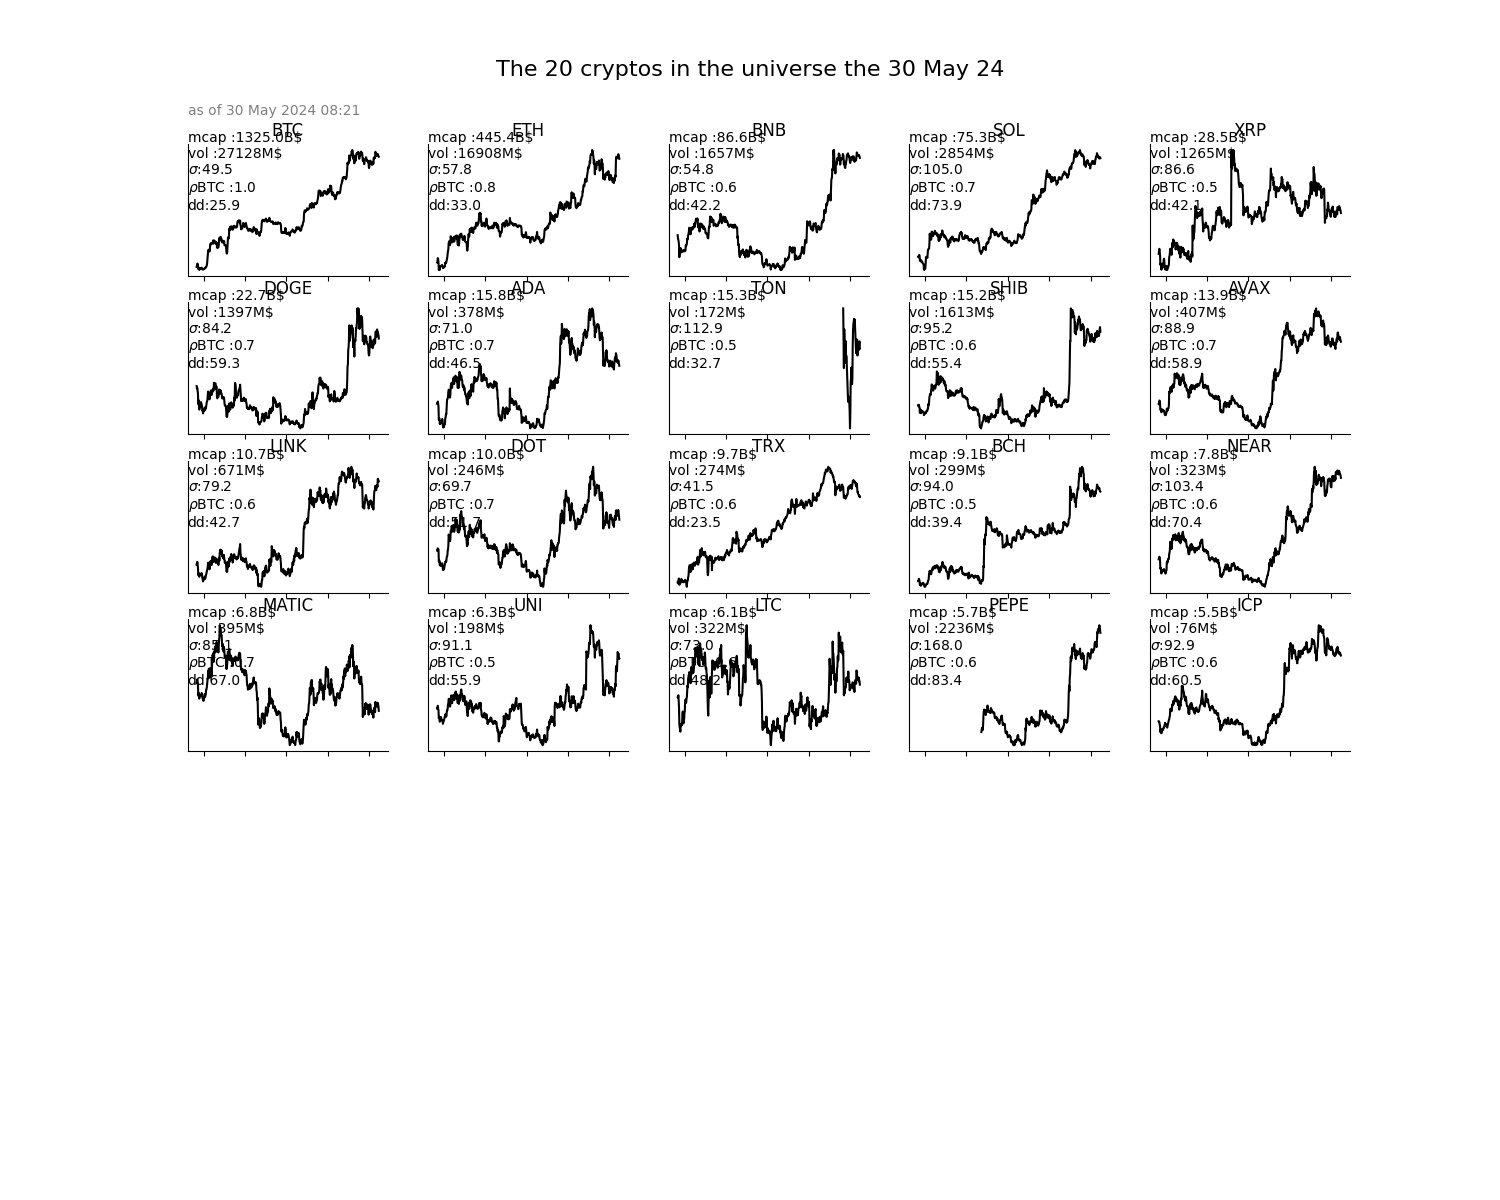 The 20 cryptos in the universe the 30 May 24
as of 30 May 2024 08:21
BTC
mcap :1325.0B$
vol :27128M$
σ:49.5
ρBTC :1.0
dd:25.9
ETH
mcap :445.4B$
vol :16908M$
σ:57.8
ρBTC :0.8
dd:33.0
BNB
mcap :86.6B$
vol :1657M$
σ:54.8
ρBTC :0.6
dd:42.2
SOL
mcap :75.3B$
vol :2854M$
σ:105.0
ρBTC :0.7
dd:73.9
XRP
mcap :28.5B$
vol :1265M$
σ:86.6
ρBTC :0.5
dd:42.1
DOGE
mcap :22.7B$
vol :1397M$
σ:84.2
ρBTC :0.7
dd:59.3
ADA
mcap :15.8B$
vol :378M$
σ:71.0
ρBTC :0.7
dd:46.5
TON
mcap :15.3B$
vol :172M$
σ:112.9
ρBTC :0.5
dd:32.7
SHIB
mcap :15.2B$
vol :1613M$
σ:95.2
ρBTC :0.6
dd:55.4
AVAX
mcap :13.9B$
vol :407M$
σ:88.9
ρBTC :0.7
dd:58.9
LINK
mcap :10.7B$
vol :671M$
σ:79.2
ρBTC :0.6
dd:42.7
DOT
mcap :10.0B$
vol :246M$
σ:69.7
ρBTC :0.7
TRX
mcap :9.7B$
vol :274M$
σ:41.5
ρBTC :0.6
dd:23.5
BCH
mcap :9.1B$
vol :299M$
σ:94.0
ρBTC :0.5
dd:39.4
NEAR
mcap :7.8B$
vol :323M$
σ:103.4
ρBTC :0.6
dd:70.4
MATIC
mcap :6.8B$
vol :395M$
ρBTC :0.7
dd:67.0
UNI
mcap :6.3B$
vol :198M$
σ:91.1
ρBTC :0.5
dd:55.9
LTC
mcap :6.1B$
vol :322M$
σ:73.0
dd:48.2
PEPE
mcap :5.7B$
vol :2236M$
σ:168.0
ρBTC :0.6
dd:83.4
ICP
mcap :5.5B$
vol :76M$
σ:92.9
ρBTC :0.6
dd:60.5